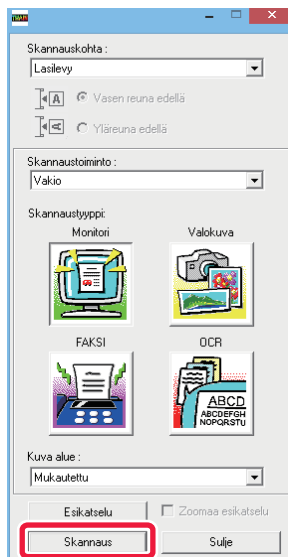 Skannauskohta :
Lasilevy
A Vasen reuna edellä
A Yläreuna edellä
Skannaustoiminto :
Vakio
Skannaustyyppi:
Monitori Valokuva
FAKSI OCR
ABCD
ABCDEFGH
NOPQRSTU
Kuva alue :
Mukautettu
Esikatselu Zoomaa esikatselu
Skannaus Sulje